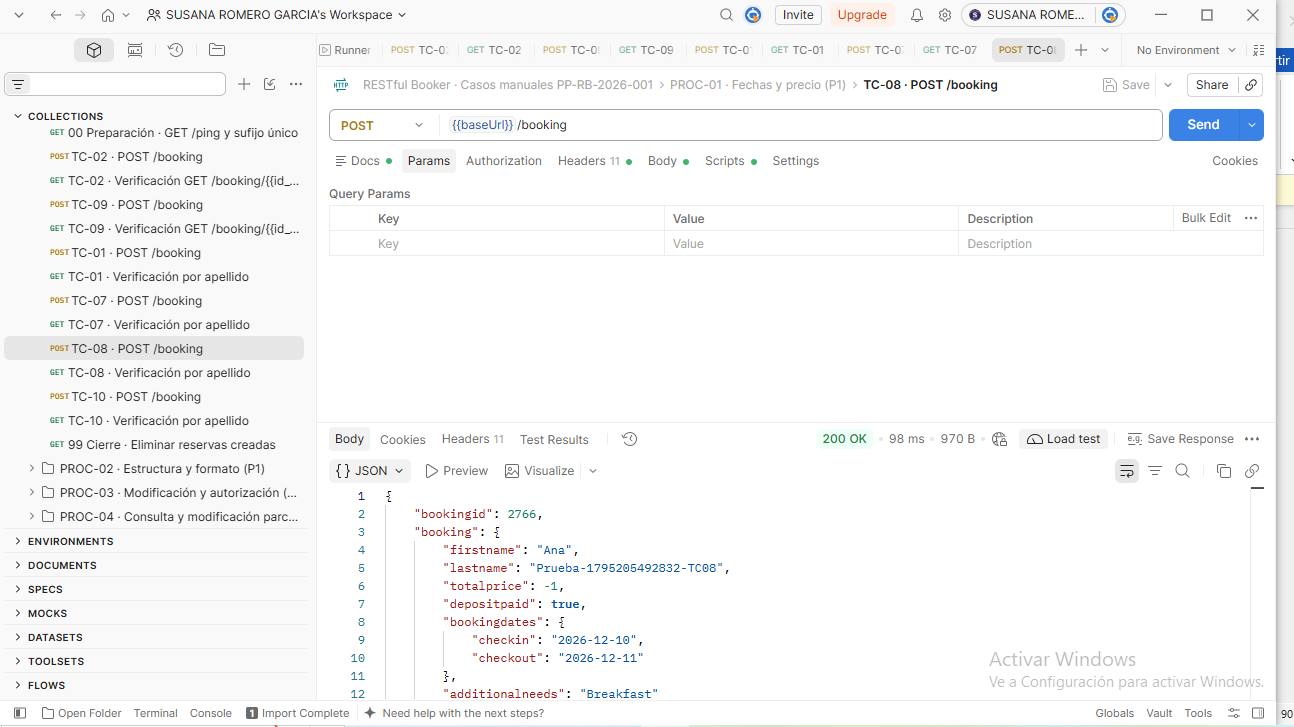 SUSANA ROMERO GARCIA's Workspace
Invite
Upgrade
SUSANA ROME...
Runner
POST TC-0
GET TC-02
POST TC-0
GET TC-09
POST TC-0
GET TC-01
POST TC-0
GET TC-07
POST TC-0
No Environment
HTTP
RESTful Booker · Casos manuales PP-RB-2026-001 > PROC-01 · Fechas y precio (P1) > TC-08 · POST /booking
Save
Share
COLLECTIONS
GET 00 Preparación · GET /ping y sufijo único
POST TC-02 · POST /booking
GET TC-02 · Verificación GET /booking/{{id_...
POST TC-09 · POST /booking
GET TC-09 · Verificación GET /booking/{{id_...
POST TC-01 · POST /booking
GET TC-01 · Verificación por apellido
POST TC-07 · POST /booking
GET TC-07 · Verificación por apellido
POST TC-08 · POST /booking
GET TC-08 · Verificación por apellido
POST TC-10 · POST /booking
GET TC-10 · Verificación por apellido
GET 99 Cierre · Eliminar reservas creadas
PROC-02 · Estructura y formato (P1)
PROC-03 · Modificación y autorización (...
PROC-04 · Consulta y modificación parc...
ENVIRONMENTS
DOCUMENTS
SPECS
MOCKS
DATASETS
TOOLSETS
FLOWS
POST
{{baseUrl}} /booking
Send
Docs
Params
Authorization
Headers 11
Body
Scripts
Settings
Cookies
Query Params
Key
Value
Description
Bulk Edit
Key
Value
Description
Body
Cookies
Headers 11
Test Results
200 OK
98 ms
970 B
Load test
e.g. Save Response
{ } JSON
Preview
Visualize
1 {
2 "bookingid": 2766,
3 "booking": {
4 "firstname": "Ana",
5 "lastname": "Prueba-1795205492832-TC08",
6 "totalprice": -1,
7 "depositpaid": true,
8 "bookingdates": {
9 "checkin": "2026-12-10",
10 "checkout": "2026-12-11"
11 },
12 "additionalneeds": "Breakfast"
Activar Windows
Ve a Configuración para activar Windows.
Open Folder
Terminal
Console
1 Import Complete
Need help with the next steps?
Globals
Vault
Tools
tir
90